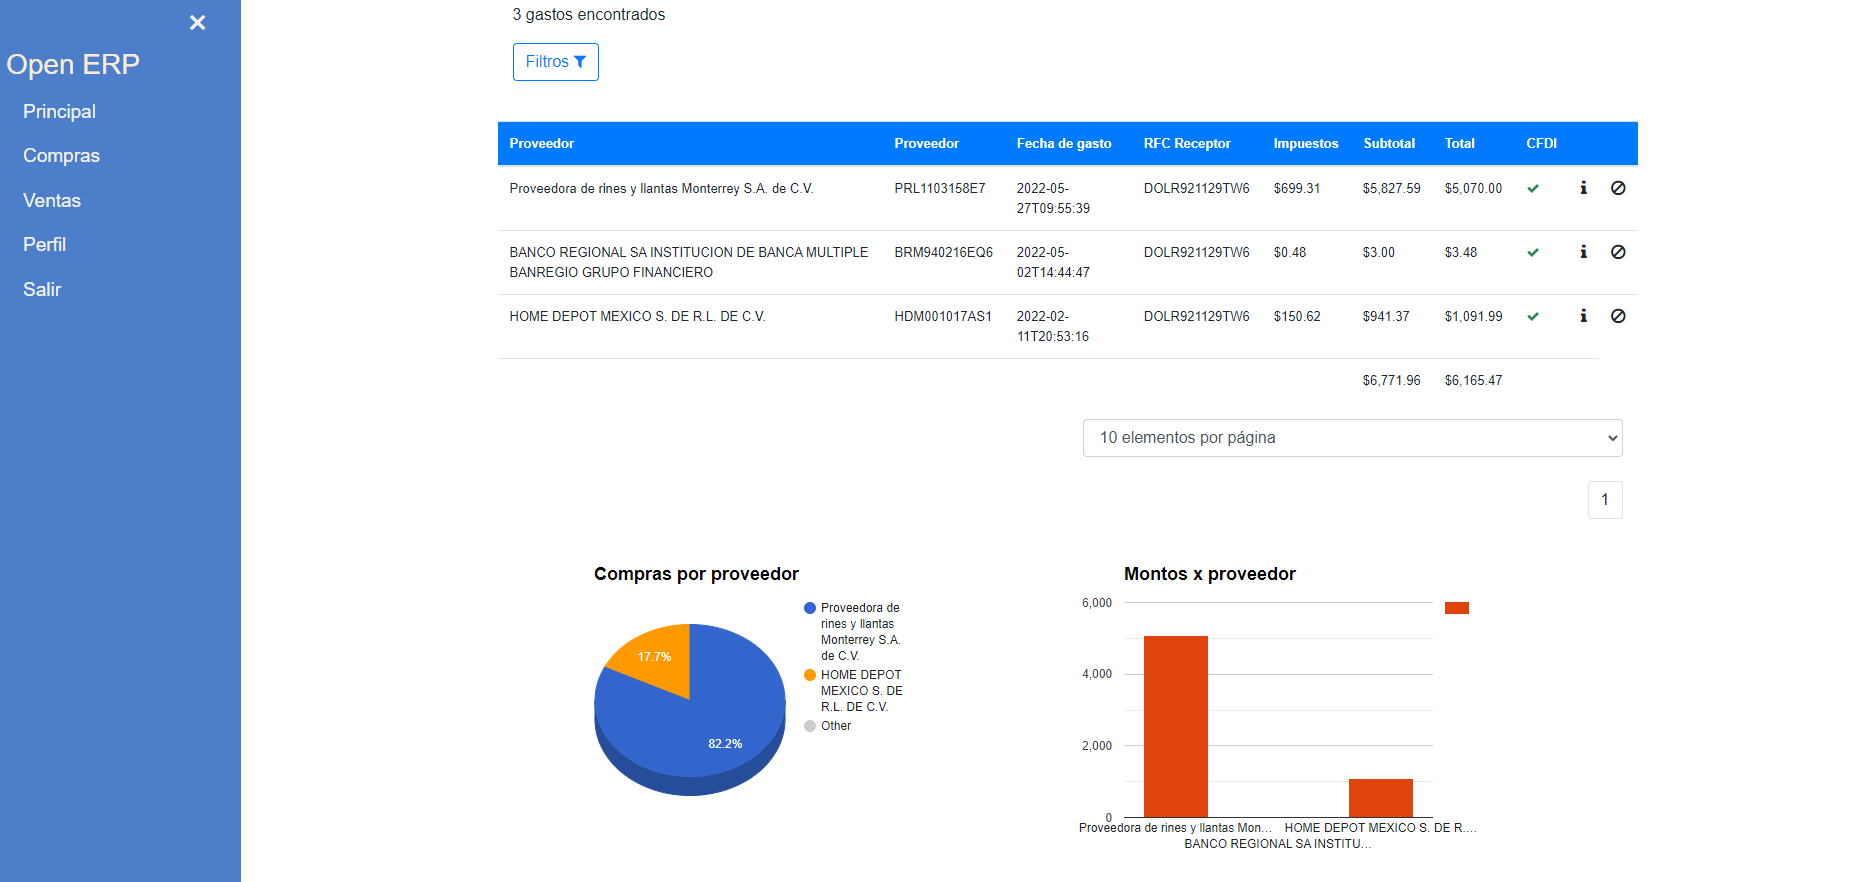 ×
Open ERP
Principal
Compras
Ventas
Perfil
Salir
3 gastos encontrados
Filtros
Proveedor Proveedor Fecha de gasto RFC Receptor Impuestos Subtotal Total CFDI
Proveedora de rines y llantas Monterrey S.A. de C.V. PRL1103158E7 2022-05- DOLR921129TW6 $699.31 $5,827.59 $5,070.00
27T09:55:39
BANCO REGIONAL SA INSTITUCION DE BANCA MULTIPLE BRM940216EQ6 2022-05- DOLR921129TW6 $0.48 $3.00 $3.48
BANREGIO GRUPO FINANCIERO 02T14:44:47
HOME DEPOT MEXICO S. DE R.L. DE C.V. HDM001017AS1 2022-02- DOLR921129TW6 $150.62 $941.37 $1,091.99
11T20:53:16
$6,771.96 $6,165.47
10 elementos por página
1
Compras por proveedor
Proveedora de
rines y llantas
Monterrey S.A.
de C.V.
HOME DEPOT
MEXICO S. DE
R.L. DE C.V.
Other
17.7%
82.2%
Montos x proveedor
6,000
4,000
2,000
0
Proveedora de rines y llantas Mon... HOME DEPOT MEXICO S. DE R....
BANCO REGIONAL SA INSTITU...